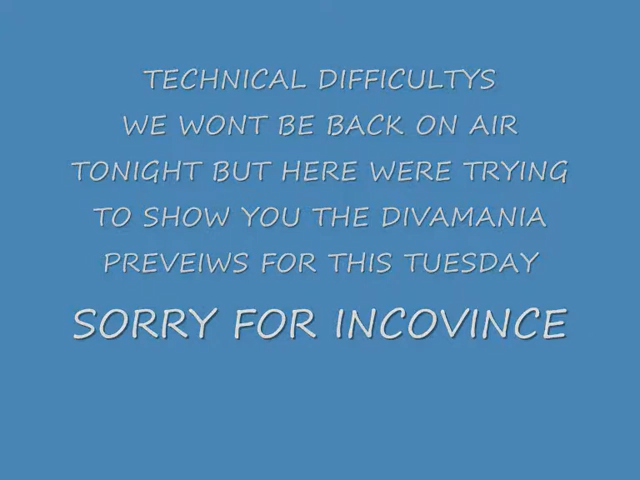 TECHNICAL DIFFICULTYS
WE WONT BE BACK ON AIR
TONIGHT BUT HERE WERE TRYING
TO SHOW YOU THE DIVAMANIA
PREVEIWS FOR THIS TUESDAY
SORRY FOR INCOVINCE